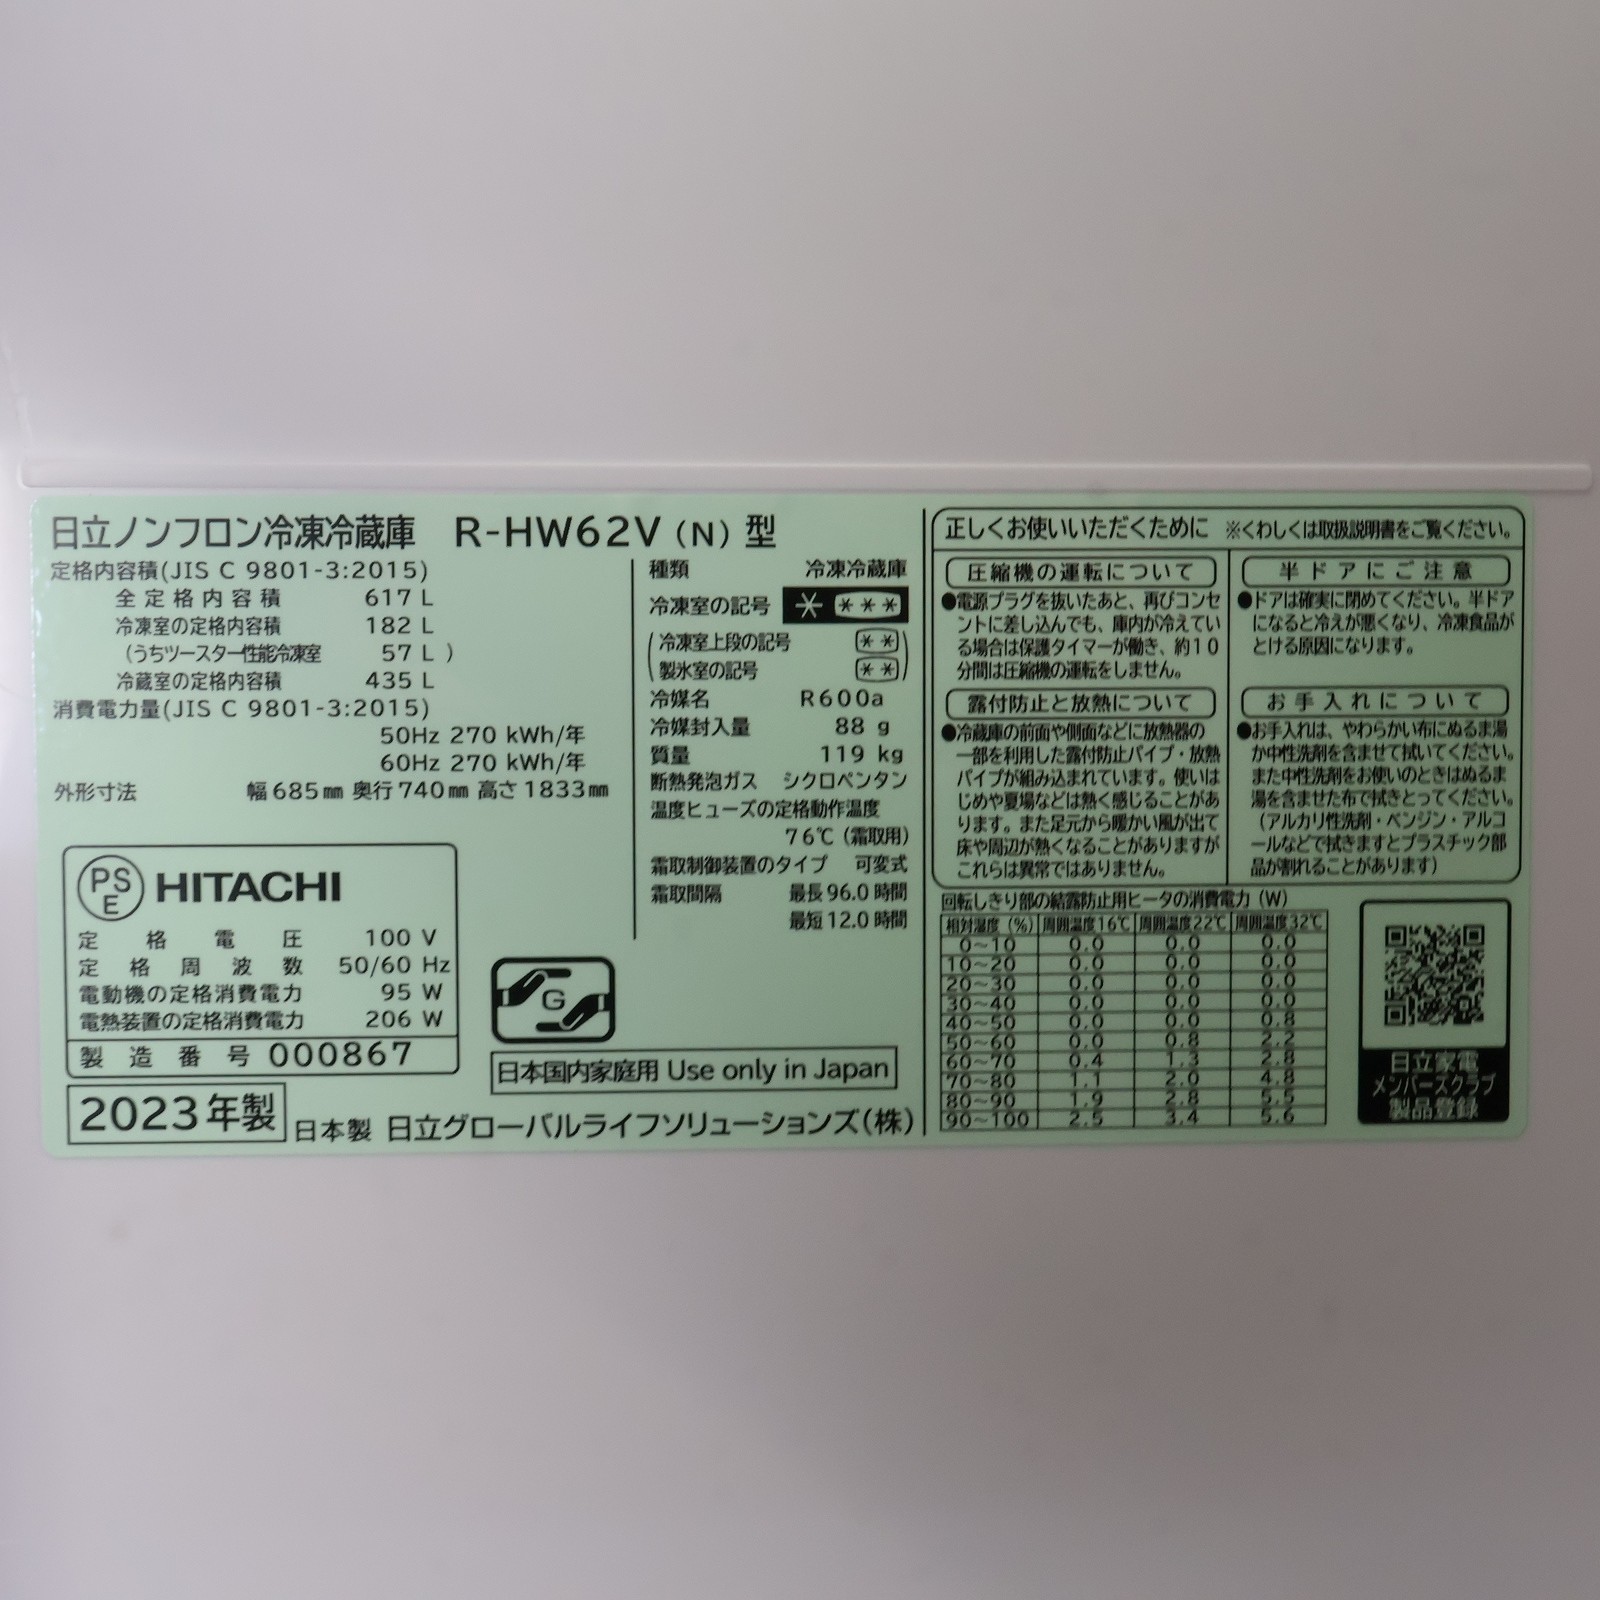 日立ノンフロン冷凍冷蔵庫 R-HW62V (N) 型
定格内容積(JIS C 9801-3:2015)
全定格内容積 617 L
冷凍室の定格内容積 182 L
(うちツースター性能冷凍室 57 L )
冷蔵室の定格内容積 435 L
消費電力量(JIS C 9801-3:2015)
50Hz 270 kWh/年
60Hz 270 kWh/年
外形寸法 幅685mm 奥行740mm 高さ1833mm
PS
E
HITACHI
定格電圧 100 V
定格周波数 50/60 Hz
電動機の定格消費電力 95 W
電熱装置の定格消費電力 206 W
製造番号 000867
2023年製
日本製 日立グローバルライフソリューションズ(株)
種類 冷凍冷蔵庫
冷凍室の記号 * ***
(冷凍室上段の記号 **)
(製氷室の記号 **)
冷媒名 R600a
冷媒封入量 88 g
質量 119 kg
断熱発泡ガス シクロペンタン
温度ヒューズの定格動作温度
76℃ (霜取用)
霜取制御装置のタイプ 可変式
霜取間隔 最長96.0時間
最短12.0時間
G
日本国内家庭用 Use only in Japan
正しくお使いいただくために ※くわしくは取扱説明書をご覧ください。
圧縮機の運転について
●電源プラグを抜いたあと、再びコンセ
ントに差し込んでも、庫内が冷えてい
る場合は保護タイマーが働き、約10
分間は圧縮機の運転をしません。
露付防止と放熱について
●冷蔵庫の前面や側面などに放熱器の
一部を利用した露付防止パイプ・放熱
パイプが組み込まれています。使いは
じめや夏場などは熱く感じることがあ
ります。また足元から暖かい風が出て
床や周辺が熱くなることがありますが
これらは異常ではありません。
半ドアにご注意
●ドアは確実に閉めてください。半ドア
になると冷えが悪くなり、冷凍食品が
とける原因になります。
お手入れについて
●お手入れは、やわらかい布にぬるま湯
か中性洗剤を含ませて拭いてください。
また中性洗剤をお使いのときはぬるま
湯を含ませた布で拭きとってください。
(アルカリ性洗剤・ベンジン・アルコ
ールなどで拭きますとプラスチック部
品が割れることがあります)
回転しきり部の結露防止用ヒータの消費電力 (W)
相対湿度 (%) 周囲温度16℃ 周囲温度22℃ 周囲温度32℃
0~10 0.0 0.0 0.0
10~20 0.0 0.0 0.0
20~30 0.0 0.0 0.0
30~40 0.0 0.0 0.0
40~50 0.0 0.0 0.8
50~60 0.0 0.8 2.2
60~70 0.4 1.3 2.8
70~80 1.1 2.0 4.8
80~90 1.9 2.8 5.5
90~100 2.5 3.4 5.6
日立家電
メンバーズクラブ
製品登録